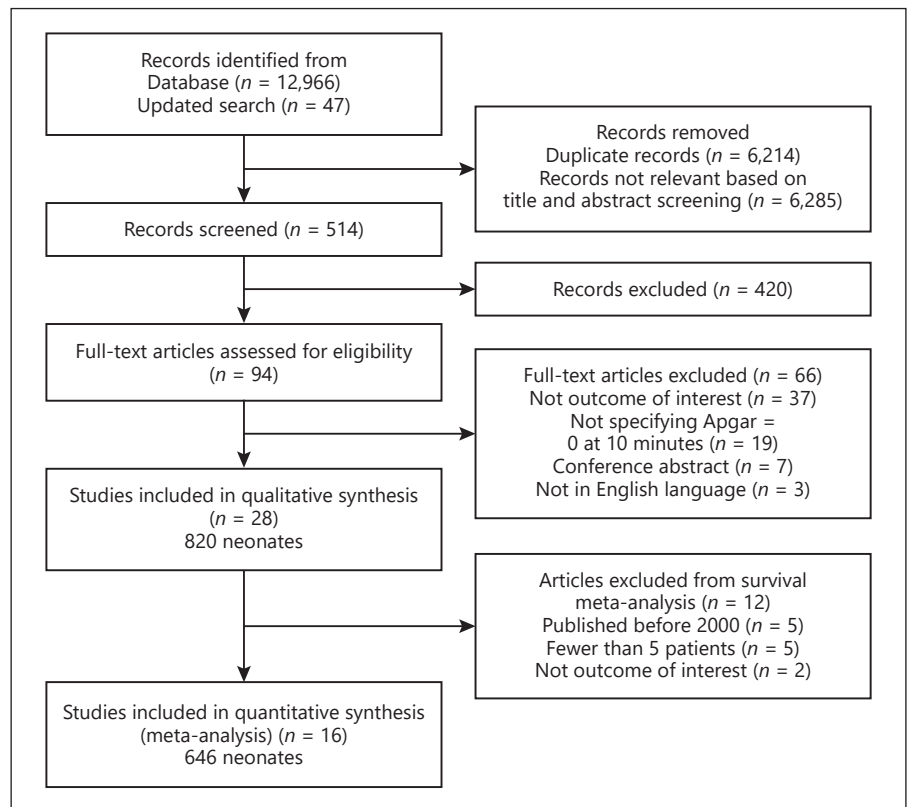 Records identified from
Database (n = 12,966)
Updated search (n = 47)
Records removed
Duplicate records (n = 6,214)
Records not relevant based on
title and abstract screening (n = 6,285)
Records screened (n = 514)
Records excluded (n = 420)
Full-text articles assessed for eligibility
(n = 94)
Full-text articles excluded (n = 66)
Not outcome of interest (n = 37)
Not specifying Apgar =
0 at 10 minutes (n = 19)
Conference abstract (n = 7)
Not in English language (n = 3)
Studies included in qualitative synthesis
(n = 28)
820 neonates
Articles excluded from survival
meta-analysis (n = 12)
Published before 2000 (n = 5)
Fewer than 5 patients (n = 5)
Not outcome of interest (n = 2)
Studies included in quantitative synthesis
(meta-analysis) (n = 16)
646 neonates